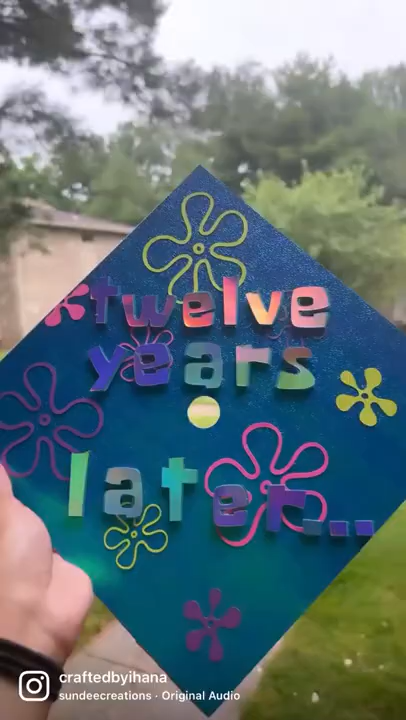 twelve
years
later...
craftedbyihana
sundeecreations · Original Audio